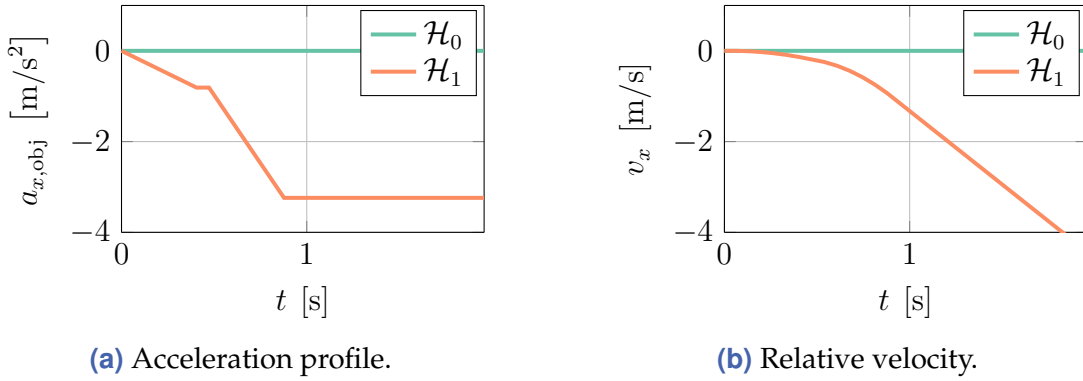 0
−2
−4
0
1
a_{x,obj} [m/s²]
t [s]
ℋ₀
ℋ₁
(a) Acceleration profile.
0
−2
−4
0
1
v_x [m/s]
t [s]
ℋ₀
ℋ₁
(b) Relative velocity.